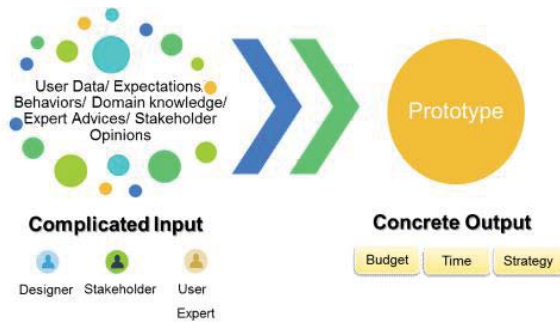 User Data/ Expectations/
Behaviors/ Domain knowledge/
Expert Advices/ Stakeholder
Opinions
Prototype
Complicated Input
Concrete Output
Designer
Stakeholder
User
Expert
Budget
Time
Strategy